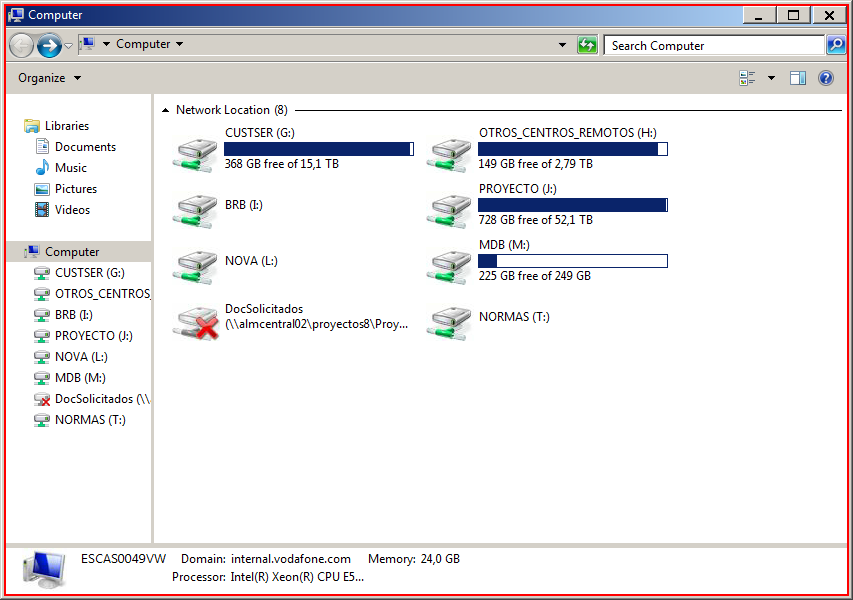 Computer
Computer
Search Computer
Organize
Libraries
Documents
Music
Pictures
Videos
Computer
CUSTSER (G:)
OTROS_CENTROS_
BRB (I:)
PROYECTO (J:)
NOVA (L:)
MDB (M:)
DocSolicitados (\\
NORMAS (T:)
Network Location (8)
CUSTSER (G:)
368 GB free of 15,1 TB
OTROS_CENTROS_REMOTOS (H:)
149 GB free of 2,79 TB
BRB (I:)
PROYECTO (J:)
728 GB free of 52,1 TB
NOVA (L:)
MDB (M:)
225 GB free of 249 GB
DocSolicitados
(\\almcentral02\proyectos8\Proy...
NORMAS (T:)
ESCAS0049VW Domain: internal.vodafone.com Memory: 24,0 GB
Processor: Intel(R) Xeon(R) CPU E5...